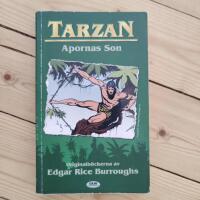 TARZAN
Apornas Son
Originalböckerna av
Edgar Rice Burroughs